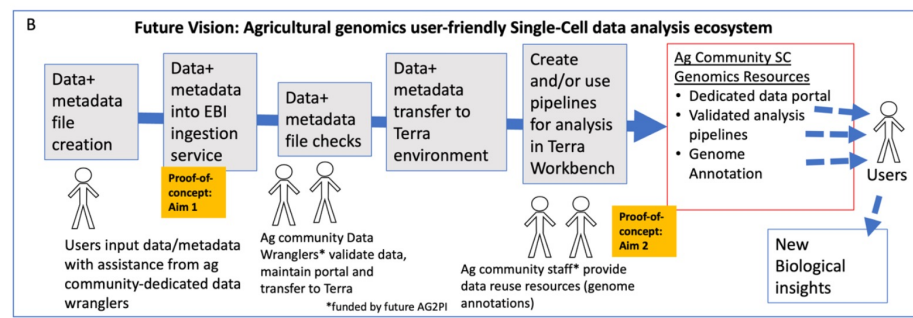 B
Future Vision: Agricultural genomics user-friendly Single-Cell data analysis ecosystem
Data+
metadata
file
creation
Data+
metadata
into EBI
ingestion
service
Proof-of-
concept:
Aim 1
Data+
metadata
file checks
Data+
metadata
transfer to
Terra
environment
Create
and/or use
pipelines
for analysis
in Terra
Workbench
Proof-of-
concept:
Aim 2
Ag Community SC
Genomics Resources
• Dedicated data portal
• Validated analysis
pipelines
• Genome
Annotation
Users
New
Biological
insights
Users input data/metadata
with assistance from ag
community-dedicated data
wranglers
Ag community Data
Wranglers* validate data,
maintain portal and
transfer to Terra
*funded by future AG2PI
Ag community staff* provide
data reuse resources (genome
annotations)